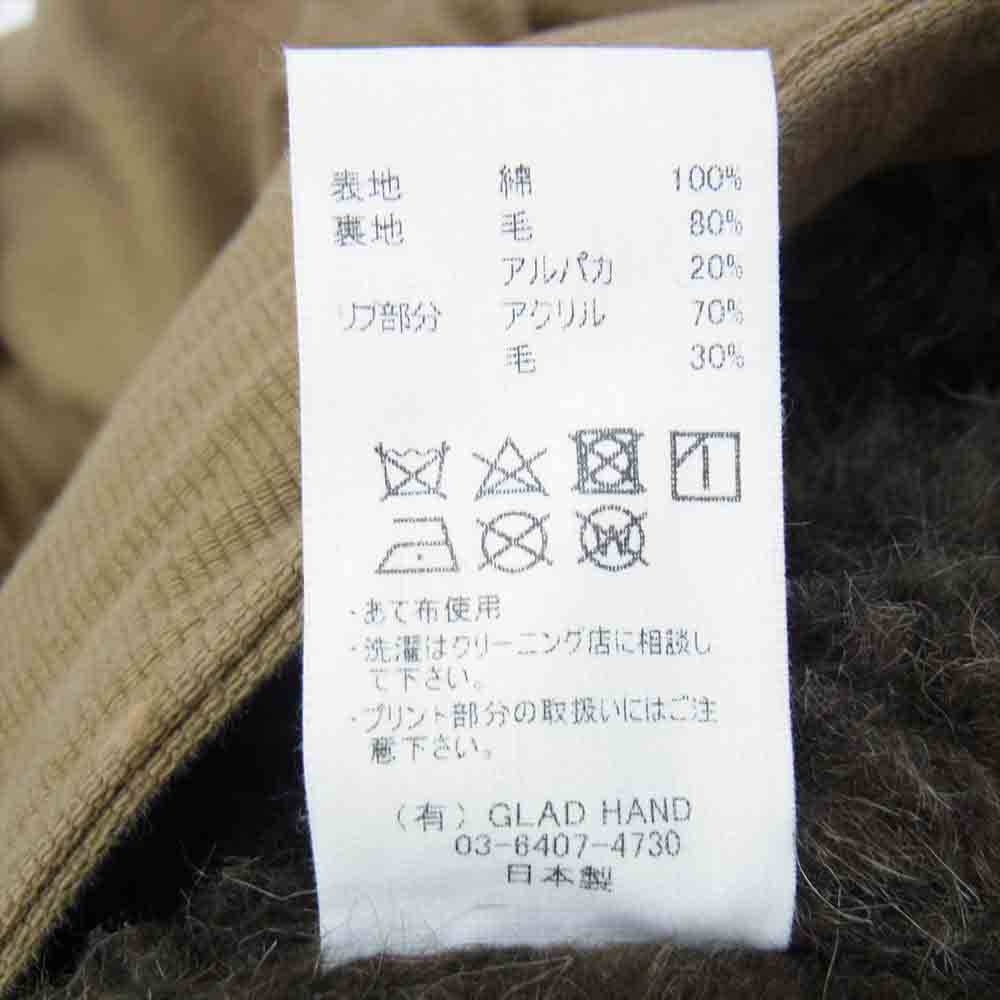 表地 綿 100%
裏地 毛 80%
アルパカ 20%
リブ部分 アクリル 70%
毛 30%
W
・あて布使用
・洗濯はクリーニング店に相談し
て下さい。
・プリント部分の取扱いにはご注
意下さい。
(有) GLAD HAND
03-6407-4730
日本製